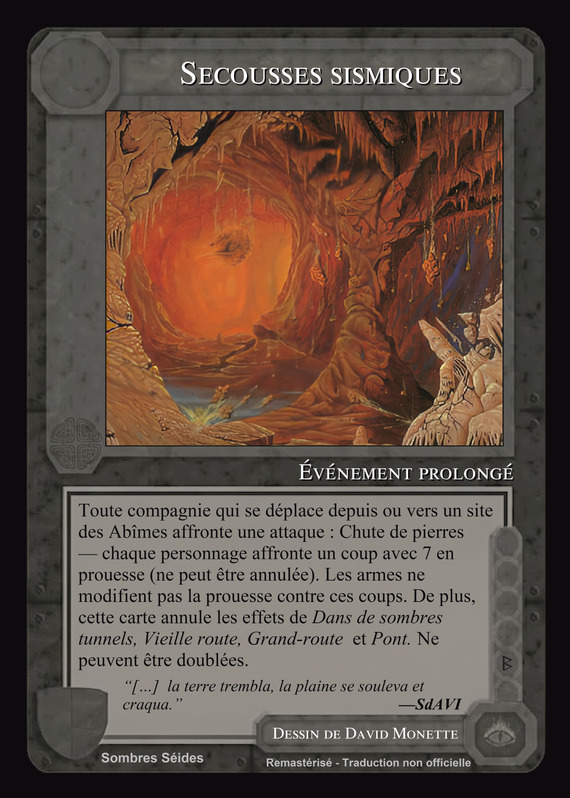 Secousses sismiques
Événement prolongé
Toute compagnie qui se déplace depuis ou vers un site
des Abîmes affronte une attaque : Chute de pierres
— chaque personnage affronte un coup avec 7 en
prouesse (ne peut être annulée). Les armes ne
modifient pas la prouesse contre ces coups. De plus,
cette carte annule les effets de Dans de sombres
tunnels, Vieille route, Grand-route et Pont. Ne
peuvent être doublées.
“[...] la terre trembla, la plaine se souleva et
craqua.” —SdAVI
Dessin de David Monette
Sombres Séides
Remastérisé - Traduction non officielle